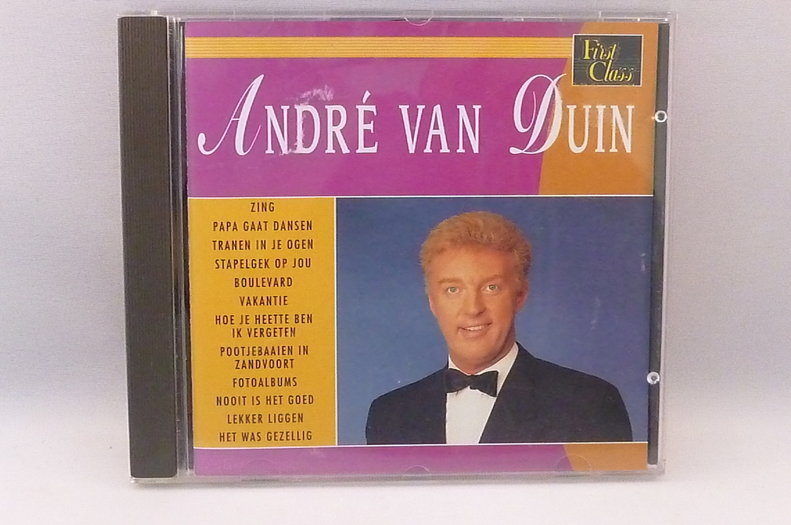 First
Class
ANDRÉ VAN DUIN
ZING
PAPA GAAT DANSEN
TRANEN IN JE OGEN
STAPELGEK OP JOU
BOULEVARD
VAKANTIE
HOE JE HEETTE BEN
IK VERGETEN
POOTJEBAAIEN IN
ZANDVOORT
FOTOALBUMS
NOOIT IS HET GOED
LEKKER LIGGEN
HET WAS GEZELLIG